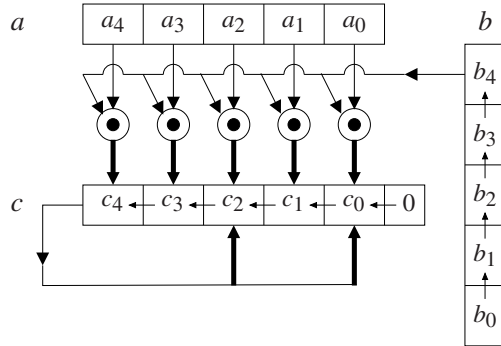 a a₄ a₃ a₂ a₁ a₀ b
b₄
b₃
c c₄ c₃ c₂ c₁ c₀ 0 b₂
b₁
b₀